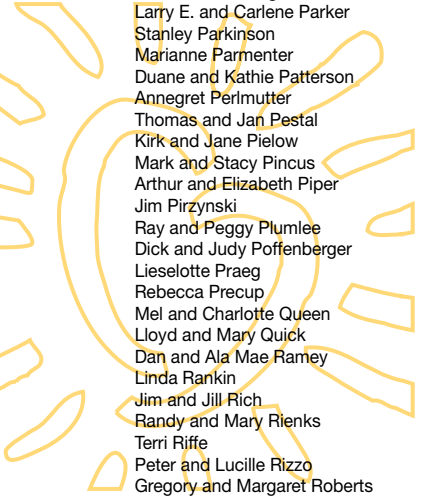 Larry E. and Carlene Parker
Stanley Parkinson
Marianne Parmenter
Duane and Kathie Patterson
Annegret Perlmutter
Thomas and Jan Pestal
Kirk and Jane Pielow
Mark and Stacy Pincus
Arthur and Elizabeth Piper
Jim Pirzynski
Ray and Peggy Plumlee
Dick and Judy Poffenberger
Lieselotte Praeg
Rebecca Precup
Mel and Charlotte Queen
Lloyd and Mary Quick
Dan and Ala Mae Ramey
Linda Rankin
Jim and Jill Rich
Randy and Mary Rienks
Terri Riffe
Peter and Lucille Rizzo
Gregory and Margaret Roberts